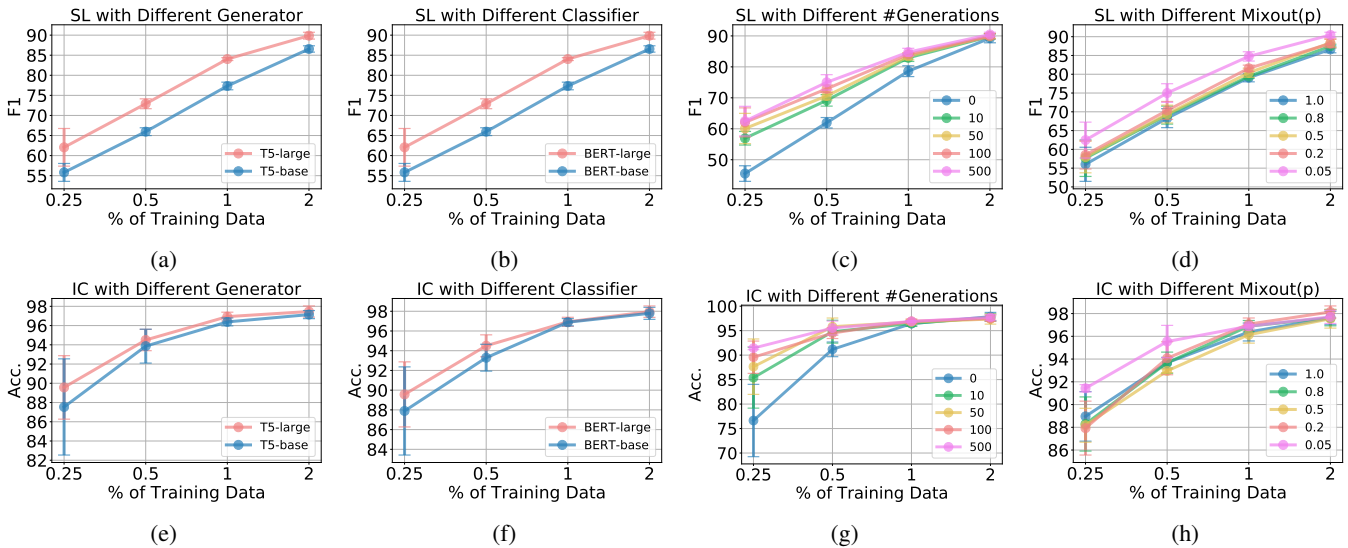 SL with Different Generator
F1
90
85
80
75
70
65
60
55
T5-large
T5-base
0.25 0.5 1 2
% of Training Data
(a)
SL with Different Classifier
F1
90
85
80
75
70
65
60
55
BERT-large
BERT-base
0.25 0.5 1 2
% of Training Data
(b)
SL with Different #Generations
F1
90
80
70
60
50
0
10
50
100
500
0.25 0.5 1 2
% of Training Data
(c)
SL with Different Mixout(p)
F1
90
85
80
75
70
65
60
55
50
1.0
0.8
0.5
0.2
0.05
0.25 0.5 1 2
% of Training Data
(d)
IC with Different Generator
Acc.
98
96
94
92
90
88
86
84
82
T5-large
T5-base
0.25 0.5 1 2
% of Training Data
(e)
IC with Different Classifier
Acc.
98
96
94
92
90
88
86
84
BERT-large
BERT-base
0.25 0.5 1 2
% of Training Data
(f)
IC with Different #Generations
Acc.
100
95
90
85
80
75
70
0
10
50
100
500
0.25 0.5 1 2
% of Training Data
(g)
IC with Different Mixout(p)
Acc.
98
96
94
92
90
88
86
1.0
0.8
0.5
0.2
0.05
0.25 0.5 1 2
% of Training Data
(h)